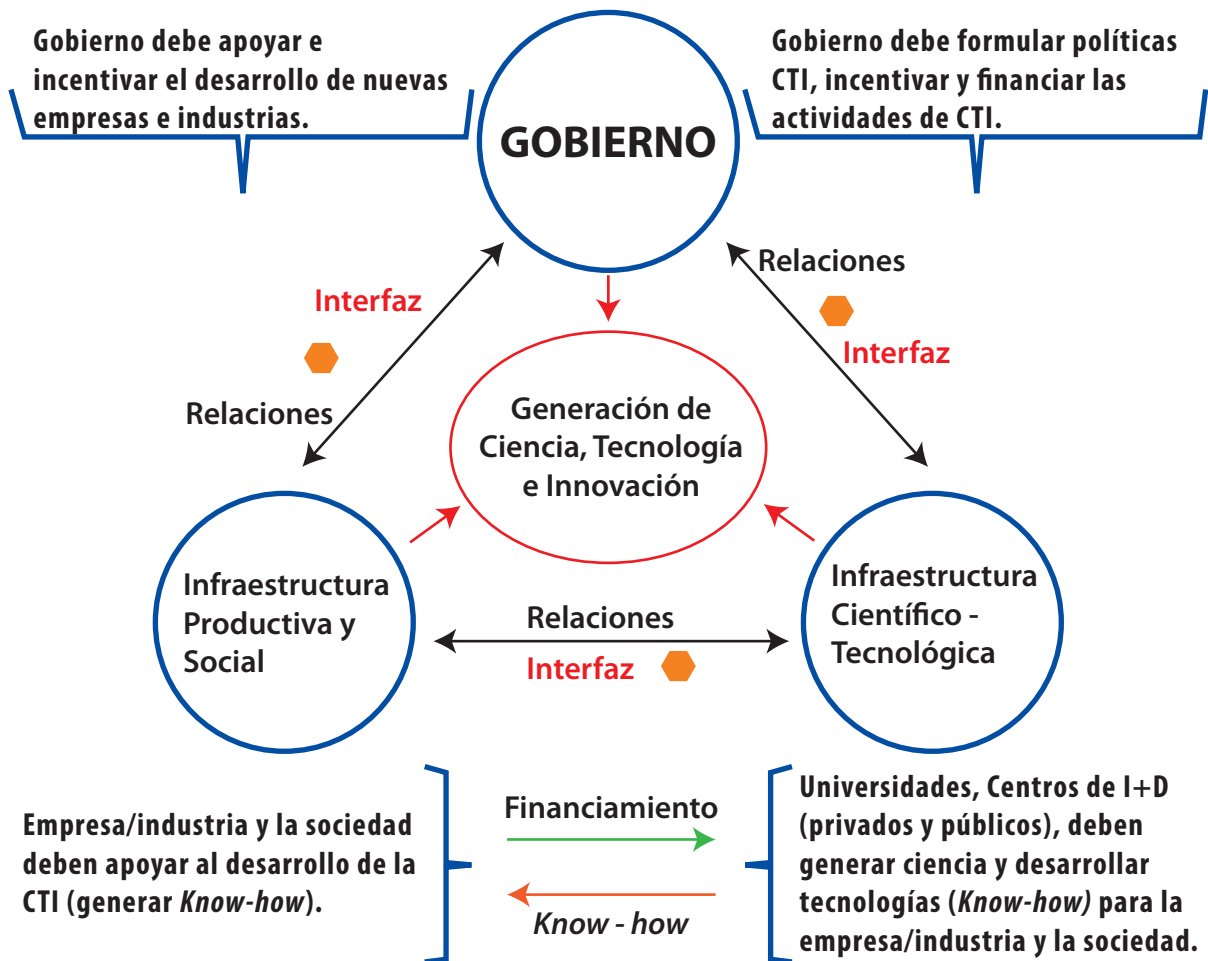 Gobierno debe apoyar e
incentivar el desarrollo de nuevas
empresas e industrias.
GOBIERNO
Gobierno debe formular políticas
CTI, incentivar y financiar las
actividades de CTI.
Interfaz
Relaciones
Relaciones
Interfaz
Generación de
Ciencia, Tecnología
e Innovación
Infraestructura
Productiva y
Social
Relaciones
Interfaz
Infraestructura
Científico -
Tecnológica
Empresa/industria y la sociedad
deben apoyar al desarrollo de la
CTI (generar Know-how).
Financiamiento
Know - how
Universidades, Centros de I+D
(privados y públicos), deben
generar ciencia y desarrollar
tecnologías (Know-how) para la
empresa/industria y la sociedad.